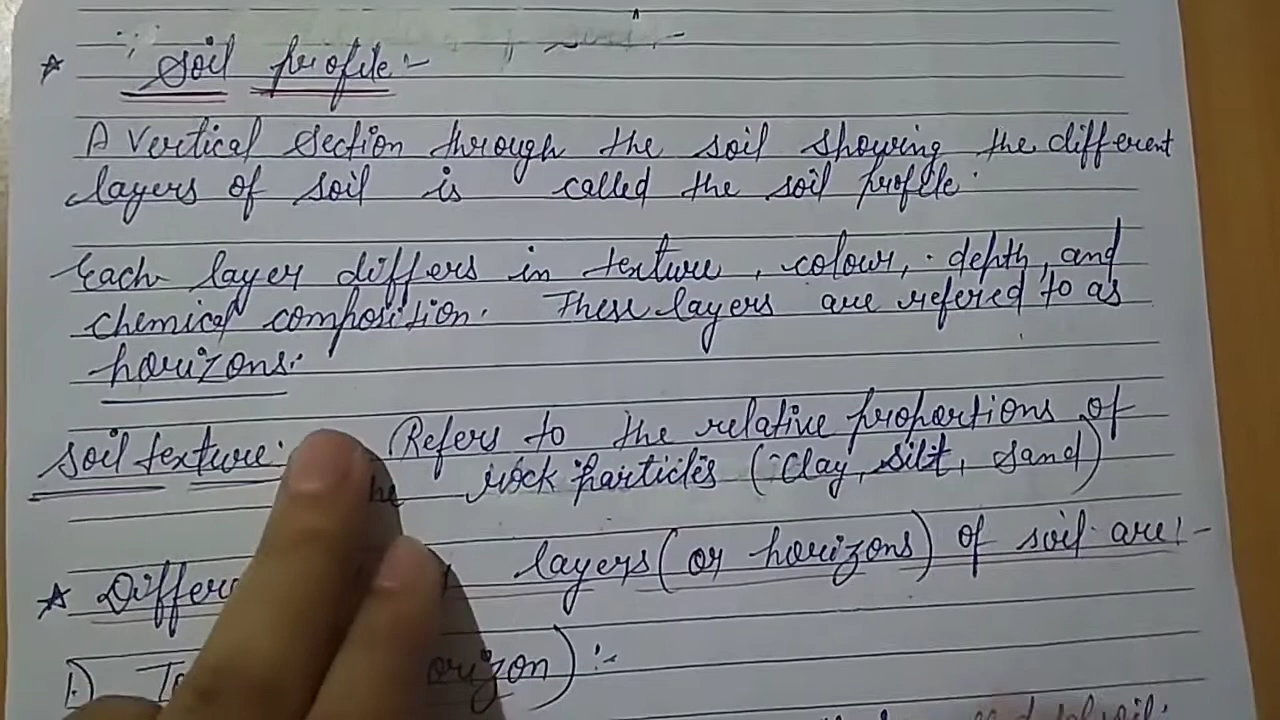 Soil profile:-
A vertical section through the soil showing the different
layers of soil is called the soil profile.
Each layer differs in texture, colour, depth, and
chemical composition. These layers are refered to as
horizons.
Soil texture: Refers to the relative proportions of
rock particles (clay, silt, sand)
layers (or horizons) of soil are:-
1)